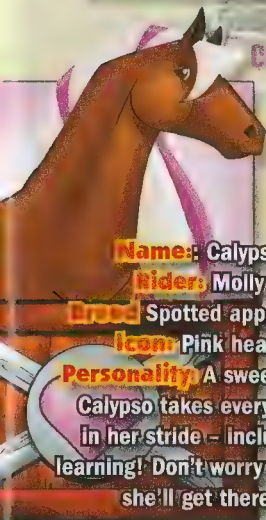 C
Name:: Calyps
Rider: Molly
Breed Spotted app
Icon: Pink hea
Personality: A swee
Calypso takes every
in her stride – inclu
learning! Don't worry
she'll get there